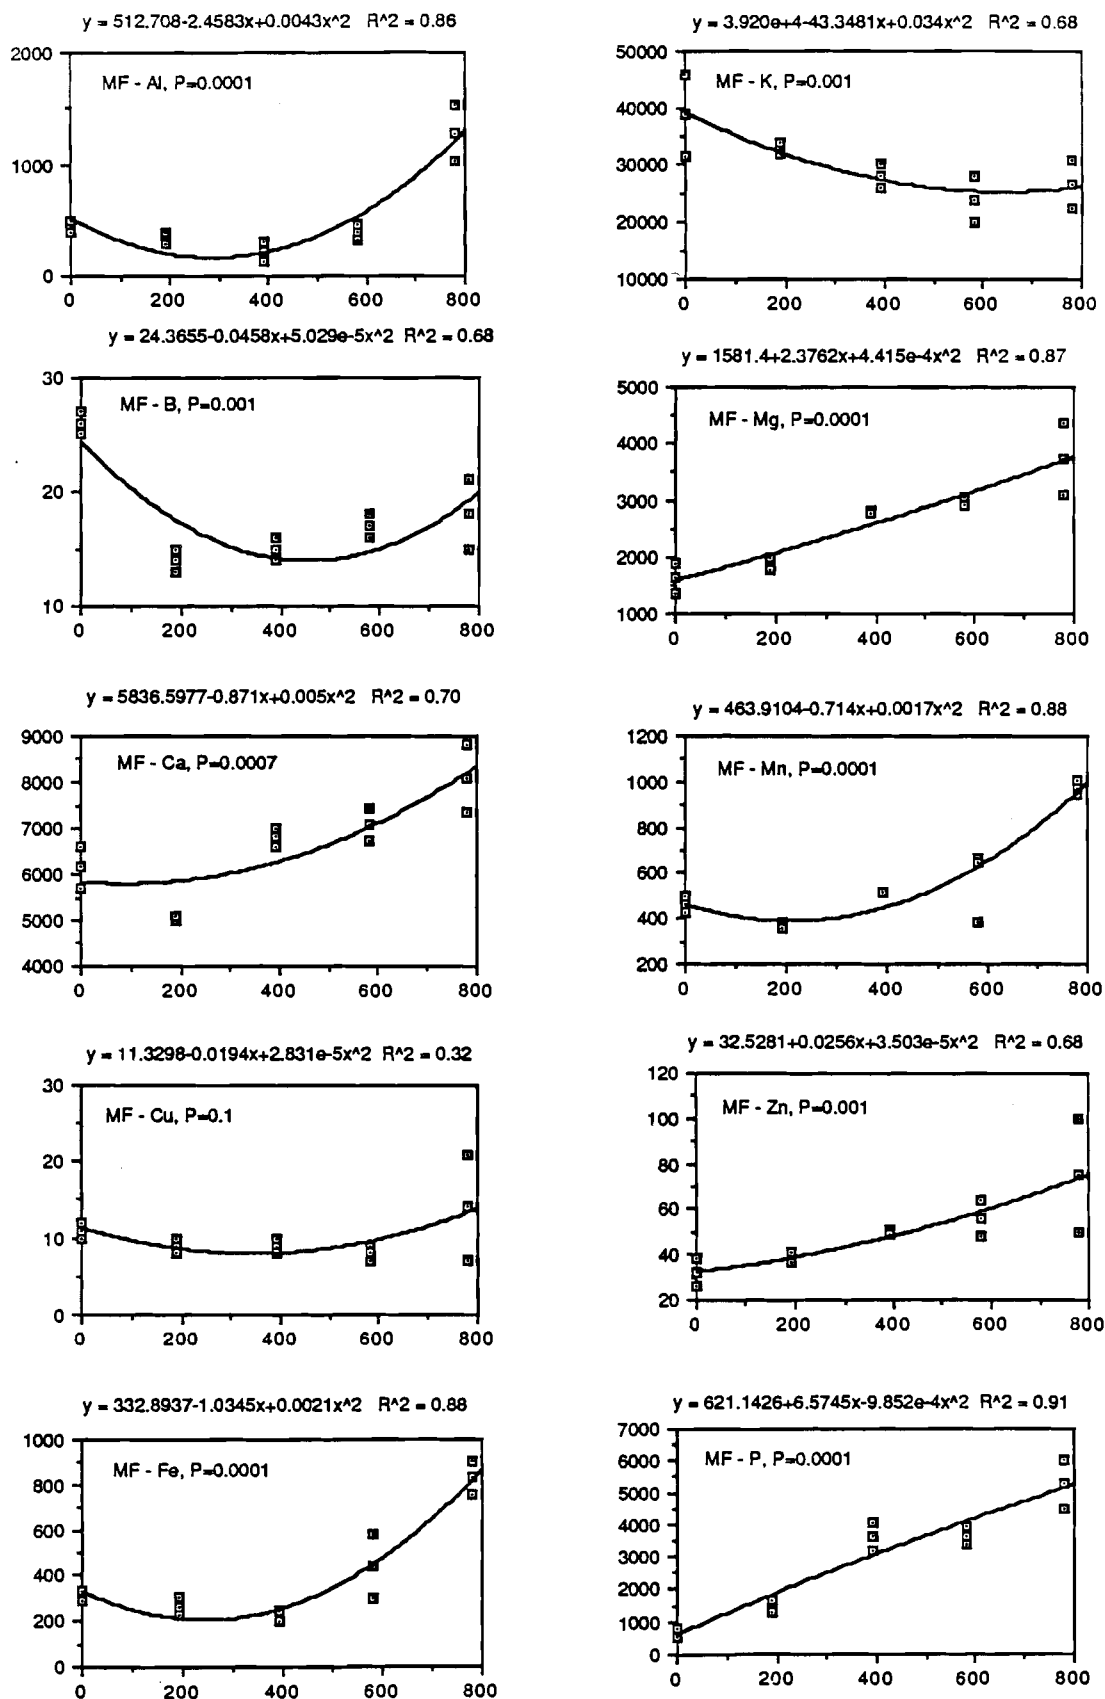 y = 512.708-2.4583x+0.0043x^2 R^2 = 0.86
MF - Al, P=0.0001
2000
1000
0
0 200 400 600 800
y = 3.920e+4-43.3481x+0.034x^2 R^2 = 0.68
MF - K, P=0.001
50000
40000
30000
20000
10000
0 200 400 600 800
y = 24.3655-0.0458x+5.029e-5x^2 R^2 = 0.68
MF - B, P=0.001
30
20
10
0 200 400 600 800
y = 1581.4+2.3762x+4.415e-4x^2 R^2 = 0.87
MF - Mg, P=0.0001
5000
4000
3000
2000
1000
0 200 400 600 800
y = 5836.5977-0.871x+0.005x^2 R^2 = 0.70
MF - Ca, P=0.0007
9000
8000
7000
6000
5000
4000
0 200 400 600 800
y = 463.9104-0.714x+0.0017x^2 R^2 = 0.88
MF - Mn, P=0.0001
1200
1000
800
600
400
200
0 200 400 600 800
y = 11.3298-0.0194x+2.831e-5x^2 R^2 = 0.32
MF - Cu, P=0.1
30
20
10
0
0 200 400 600 800
y = 32.5281+0.0256x+3.503e-5x^2 R^2 = 0.68
MF - Zn, P=0.001
120
100
80
60
40
20
0 200 400 600 800
y = 332.8937-1.0345x+0.0021x^2 R^2 = 0.88
MF - Fe, P=0.0001
1000
800
600
400
200
0
0 200 400 600 800
y = 621.1426+6.5745x-9.852e-4x^2 R^2 = 0.91
MF - P, P=0.0001
7000
6000
5000
4000
3000
2000
1000
0
0 200 400 600 800